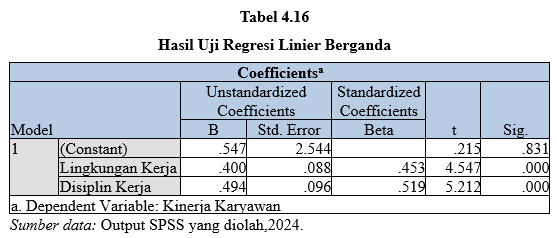 Tabel 4.16
Hasil Uji Regresi Linier Berganda
Coefficientsᵃ
Model Unstandardized Coefficients Standardized Coefficients t Sig.
B Std. Error Beta
1 (Constant) .547 2.544 .215 .831
Lingkungan Kerja .400 .088 .453 4.547 .000
Disiplin Kerja .494 .096 .519 5.212 .000
a. Dependent Variable: Kinerja Karyawan
Sumber data: Output SPSS yang diolah,2024.